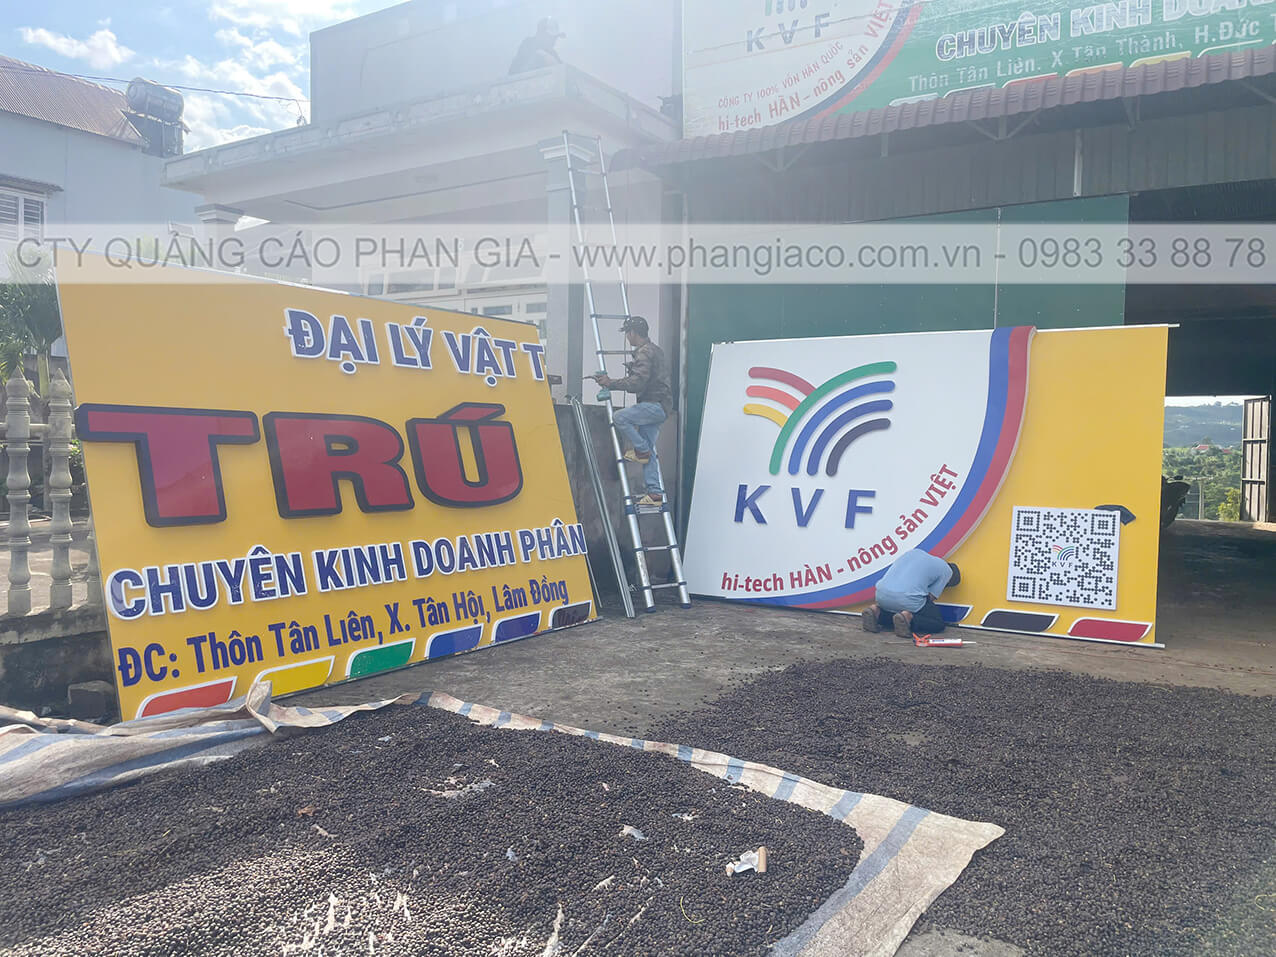 KVF
CÔNG TY 100% VỐN HÀN QUỐC
hi-tech HÀN - nông sản VIỆT
CHUYÊN KINH DOAN
Thôn Tân Liên, X.Tân Thành, H.Đức T
CTY QUẢNG CÁO PHAN GIA - www.phangiaco.com.vn - 0983 33 88 78
ĐẠI LÝ VẬT T
TRÚ
CHUYÊN KINH DOANH PHÂN
ĐC: Thôn Tân Liên, X. Tân Hội, Lâm Đồng
KVF
hi-tech HÀN - nông sản VIỆT
KVF